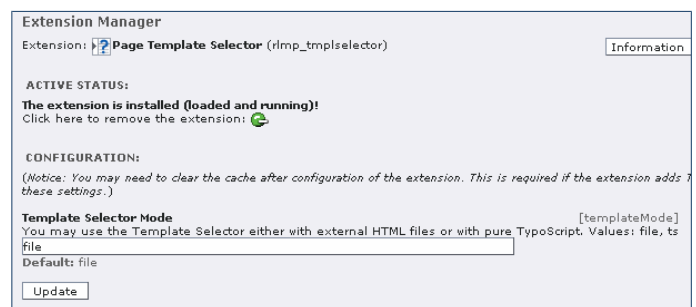 Extension Manager
Extension: Page Template Selector (rlmp_tmplselector)
Information
ACTIVE STATUS:
The extension is installed (loaded and running)!
Click here to remove the extension:
CONFIGURATION:
(Notice: You may need to clear the cache after configuration of the extension. This is required if the extension adds
these settings.)
Template Selector Mode [templateMode]
You may use the Template Selector either with external HTML files or with pure TypoScript. Values: file, ts
file
Default: file
Update